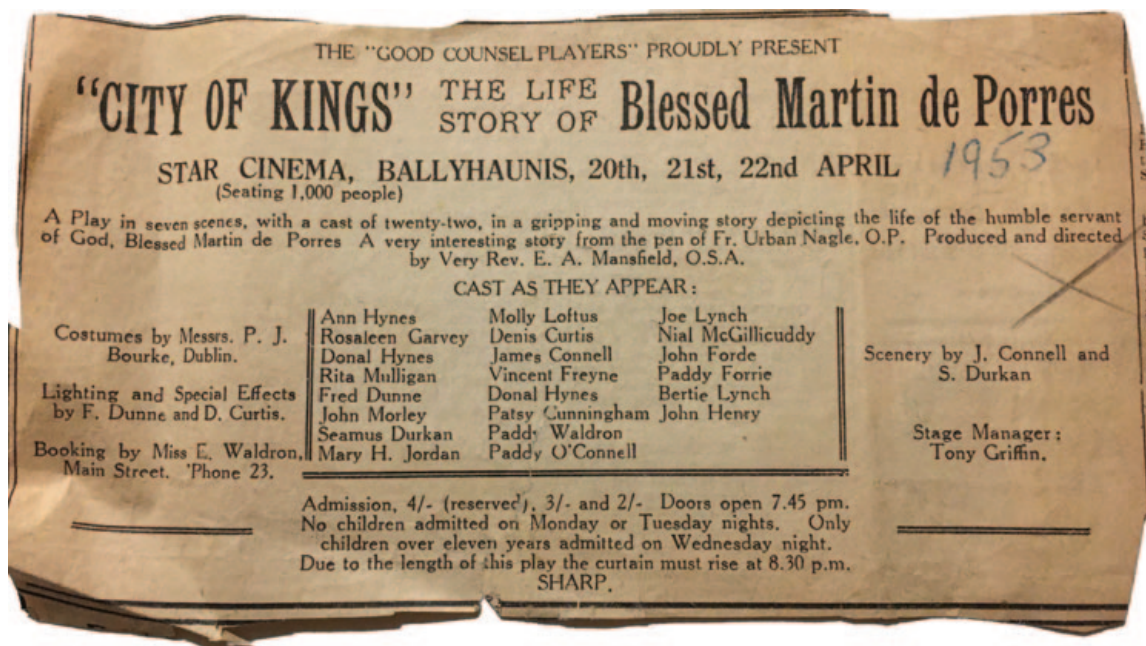 THE "GOOD COUNSEL PLAYERS" PROUDLY PRESENT
"CITY OF KINGS" THE LIFE STORY OF Blessed Martin de Porres
STAR CINEMA, BALLYHAUNIS, 20th, 21st, 22nd APRIL 1953
(Seating 1,000 people)
A Play in seven scenes, with a cast of twenty-two, in a gripping and moving story depicting the life of the humble servant
of God, Blessed Martin de Porres A very interesting story from the pen of Fr. Urban Nagle, O.P. Produced and directed
by Very Rev. E. A. Mansfield, O.S.A.
CAST AS THEY APPEAR:
Costumes by Messrs. P. J.
Bourke, Dublin.
Lighting and Special Effects
by F. Dunne and D. Curtis.
Booking by Miss E. Waldron,
Main Street. 'Phone 23.
Ann Hynes
Rosaleen Garvey
Donal Hynes
Rita Mulligan
Fred Dunne
John Morley
Seamus Durkan
Mary H. Jordan
Molly Loftus
Denis Curtis
James Connell
Vincent Freyne
Donal Hynes
Patsy Cunningham
Paddy Waldron
Paddy O'Connell
Joe Lynch
Nial McGillicuddy
John Forde
Paddy Forrie
Bertie Lynch
John Henry
Scenery by J. Connell and
S. Durkan
Stage Manager:
Tony Griffin.
Admission, 4/- (reserved), 3/- and 2/- Doors open 7.45 pm.
No children admitted on Monday or Tuesday nights. Only
children over eleven years admitted on Wednesday night.
Due to the length of this play the curtain must rise at 8.30 p.m.
SHARP.